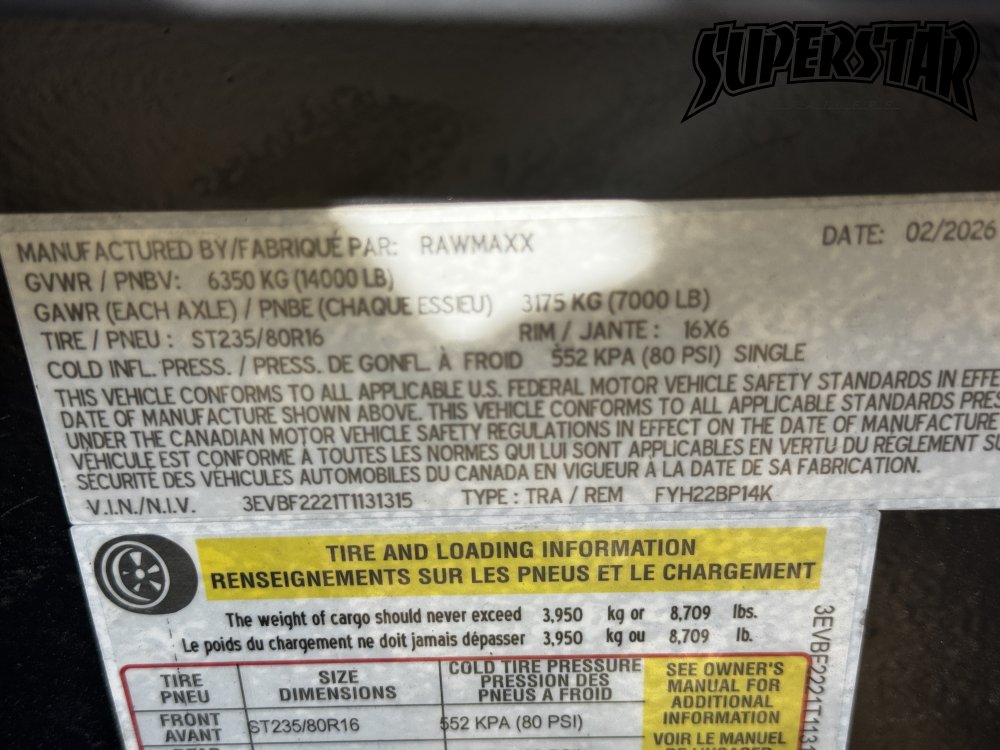 SUPERSTAR
TRAILERS
MANUFACTURED BY/FABRIQUÉ PAR: RAWMAXX DATE: 02/2026
GVWR / PNBV: 6350 KG (14000 LB)
GAWR (EACH AXLE) / PNBE (CHAQUE ESSIEU) 3175 KG (7000 LB)
TIRE / PNEU : ST235/80R16 RIM / JANTE : 16X6
COLD INFL. PRESS. / PRESS. DE GONFL. À FROID 552 KPA (80 PSI) SINGLE
THIS VEHICLE CONFORMS TO ALL APPLICABLE U.S. FEDERAL MOTOR VEHICLE SAFETY STANDARDS IN EFFE
DATE OF MANUFACTURE SHOWN ABOVE. THIS VEHICLE CONFORMS TO ALL APPLICABLE STANDARDS PRES
UNDER THE CANADIAN MOTOR VEHICLE SAFETY REGULATIONS IN EFFECT ON THE DATE OF MANUFACTURE
VÉHICULE EST CONFORME À TOUTES LES NORMES QUI LUI SONT APPLICABLES EN VERTU DU RÈGLEMENT SU
SÉCURITÉ DES VÉHICULES AUTOMOBILES DU CANADA EN VIGUEUR À LA DATE DE SA FABRICATION.
V.I.N./N.I.V. 3EVBF2221T1131315 TYPE : TRA / REM FYH22BP14K
TIRE AND LOADING INFORMATION
RENSEIGNEMENTS SUR LES PNEUS ET LE CHARGEMENT
The weight of cargo should never exceed 3,950 kg or 8,709 lbs.
Le poids du chargement ne doit jamais dépasser 3,950 kg ou 8,709 lb.
TIRE
PNEU
SIZE
DIMENSIONS
COLD TIRE PRESSURE
PRESSION DES
PNEUS A FROID
SEE OWNER'S
MANUAL FOR
ADDITIONAL
INFORMATION
VOIR LE MANUEL
DE L'USAGER
FRONT
AVANT
ST235/80R16
552 KPA (80 PSI)
REAR
3EVBF2221T1131